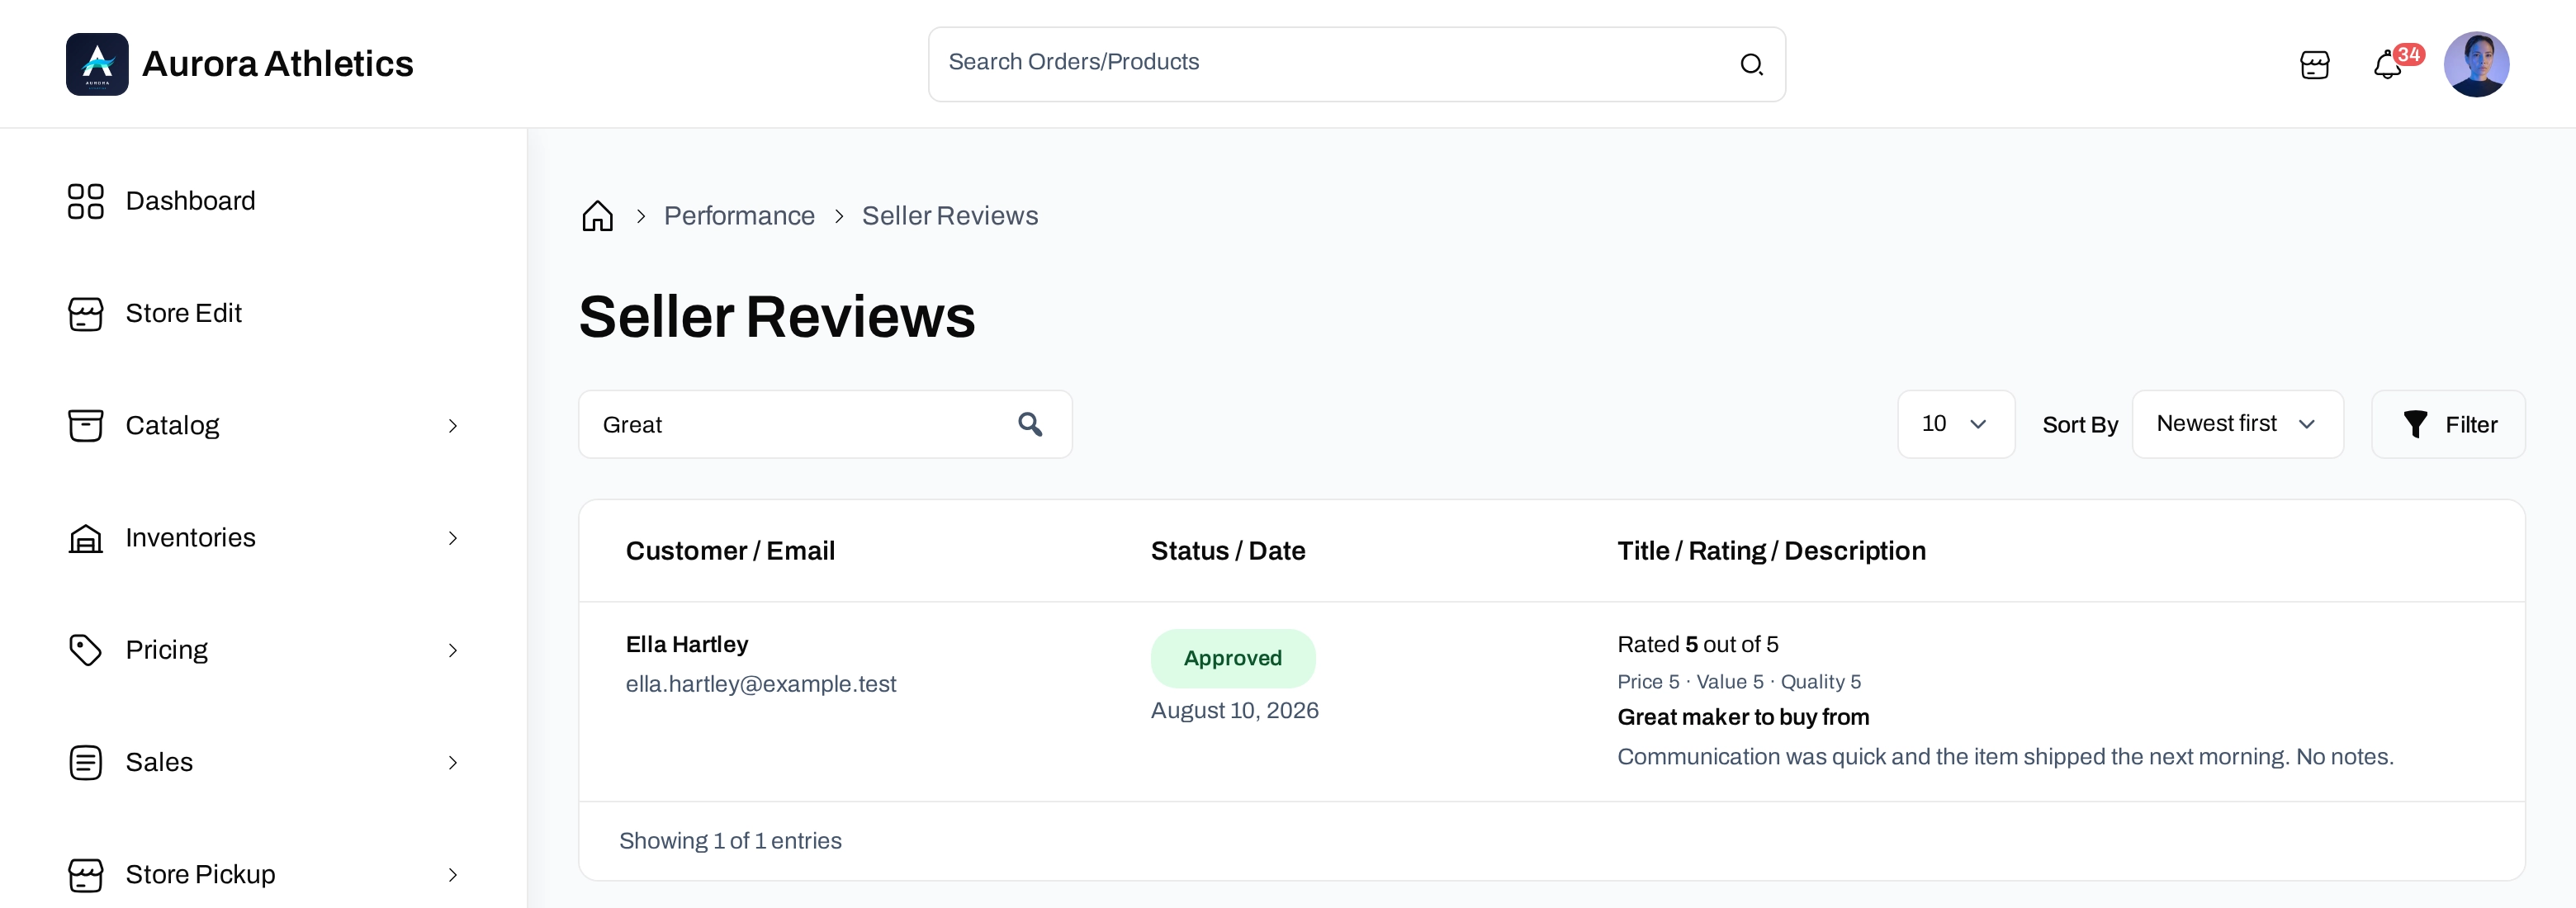 AURORA
Aurora Athletics
Search Orders/Products
34
Dashboard
Store Edit
Catalog
Inventories
Pricing
Sales
Store Pickup
Performance
Seller Reviews
Seller Reviews
Great
10
Sort By
Newest first
Filter
Customer / Email
Status / Date
Title / Rating / Description
Ella Hartley
ella.hartley@example.test
Approved
August 10, 2026
Rated 5 out of 5
Price 5 · Value 5 · Quality 5
Great maker to buy from
Communication was quick and the item shipped the next morning. No notes.
Showing 1 of 1 entries